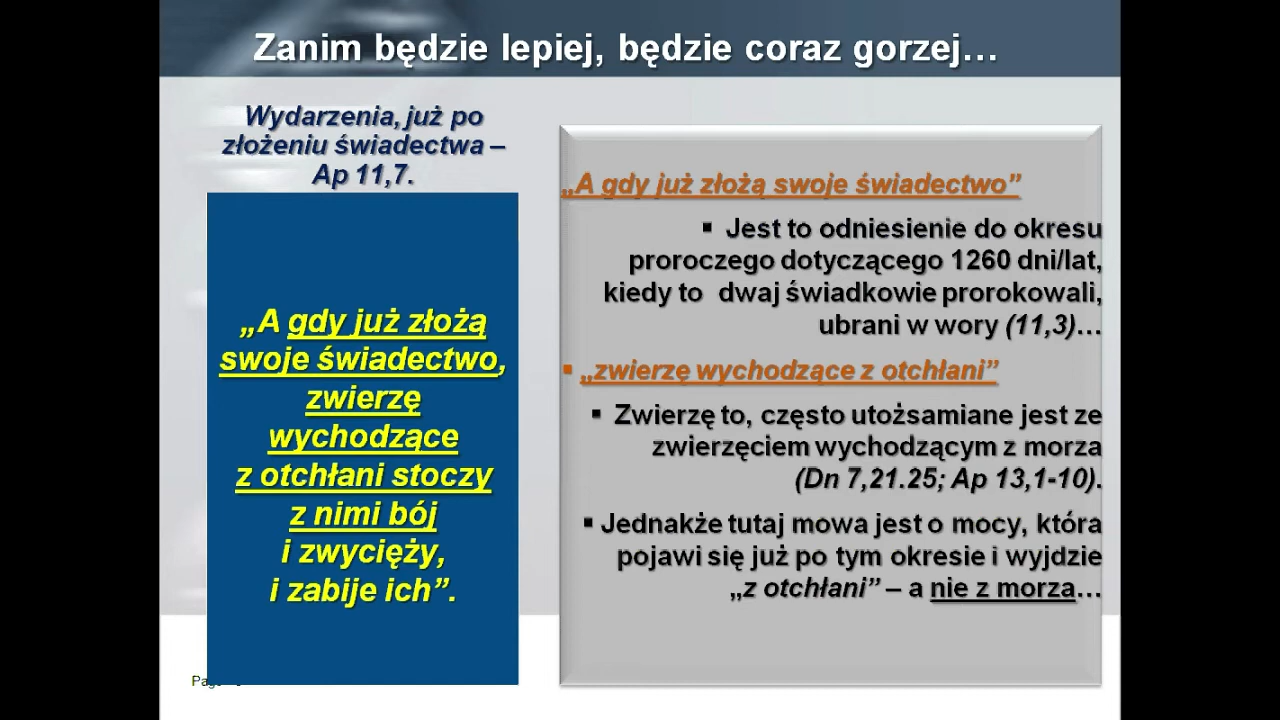 Zanim będzie lepiej, będzie coraz gorzej…
Wydarzenia, już po
złożeniu świadectwa –
Ap 11,7.
„A gdy już złożą
swoje świadectwo,
zwierzę
wychodzące
z otchłani stoczy
z nimi bój
i zwycięży,
i zabije ich”.
„A gdy już złożą swoje świadectwo”
▪ Jest to odniesienie do okresu
proroczego dotyczącego 1260 dni/lat,
kiedy to dwaj świadkowie prorokowali,
ubrani w wory (11,3)…
▪ „zwierzę wychodzące z otchłani”
▪ Zwierzę to, często utożsamiane jest ze
zwierzęciem wychodzącym z morza
(Dn 7,21.25; Ap 13,1-10).
▪ Jednakże tutaj mowa jest o mocy, która
pojawi się już po tym okresie i wyjdzie
„z otchłani” – a nie z morza…